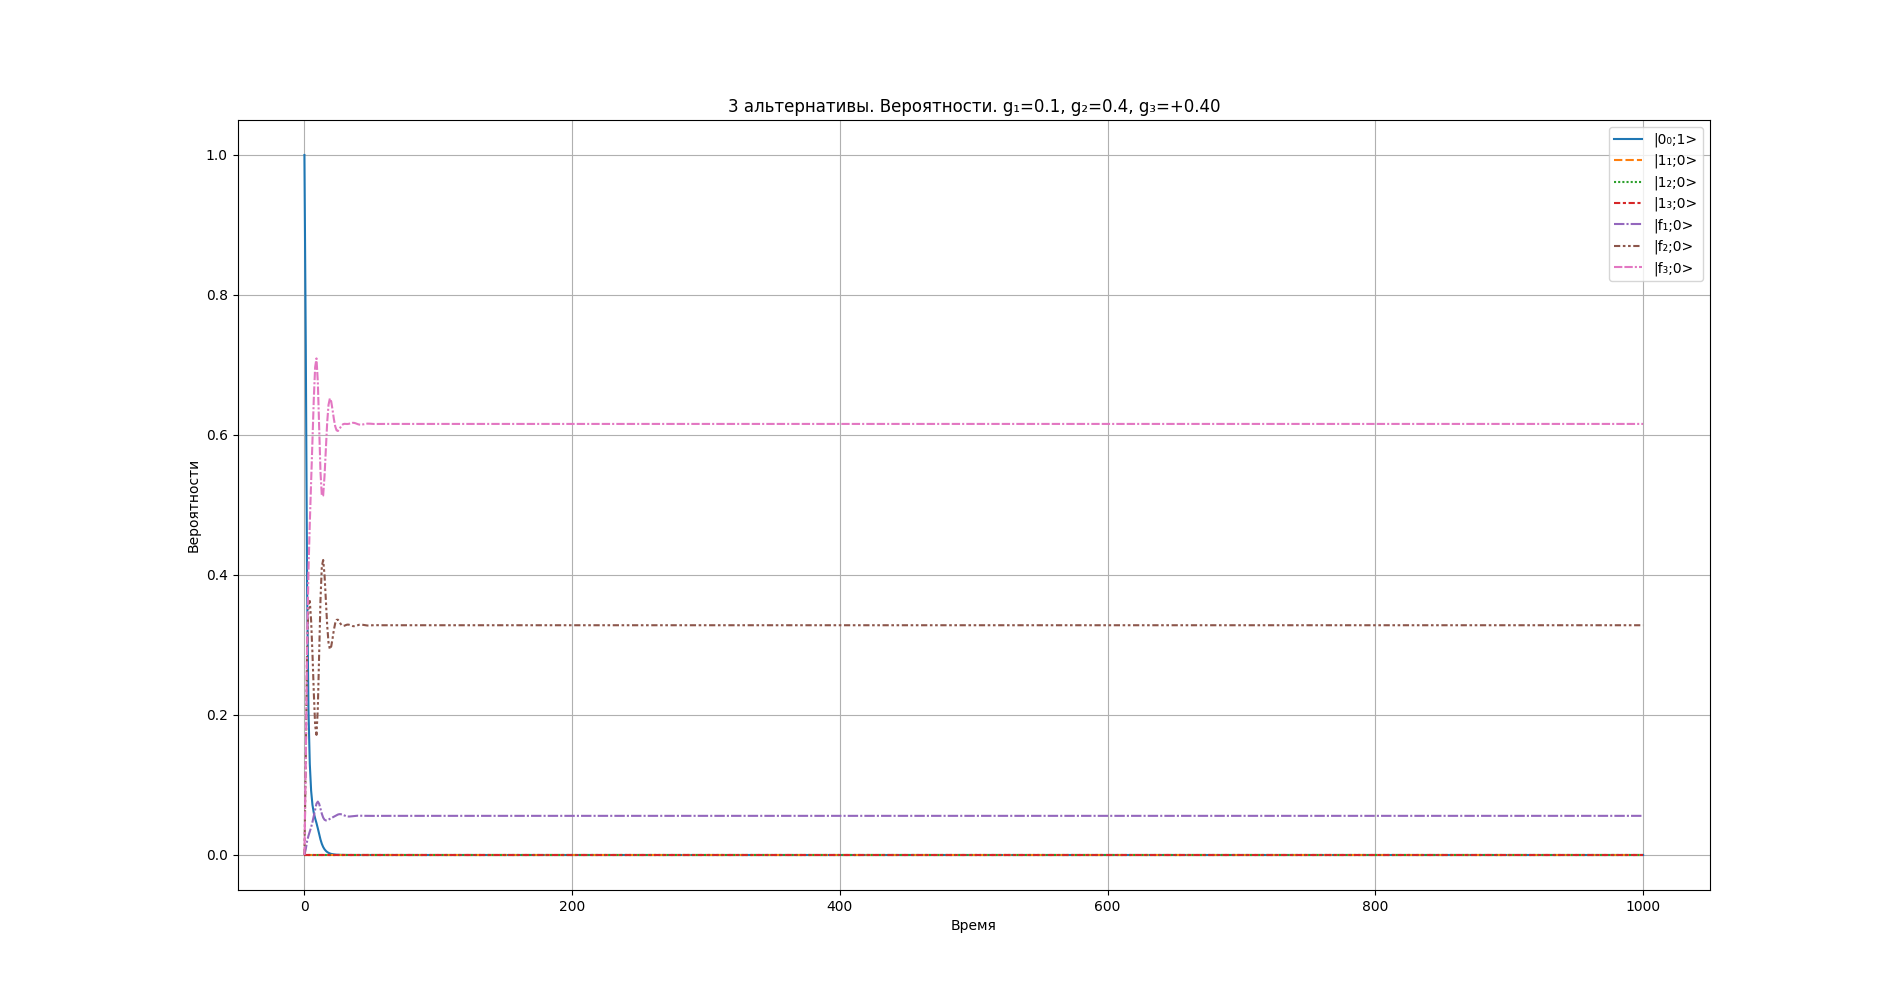 3 альтернативы. Вероятности. g₁=0.1, g₂=0.4, g₃=+0.40
|0₀;1>
|1₁;0>
|1₂;0>
|1₃;0>
|f₁;0>
|f₂;0>
|f₃;0>
Вероятности
1.0
0.8
0.6
0.4
0.2
0.0
0
200
400
600
800
1000
Время